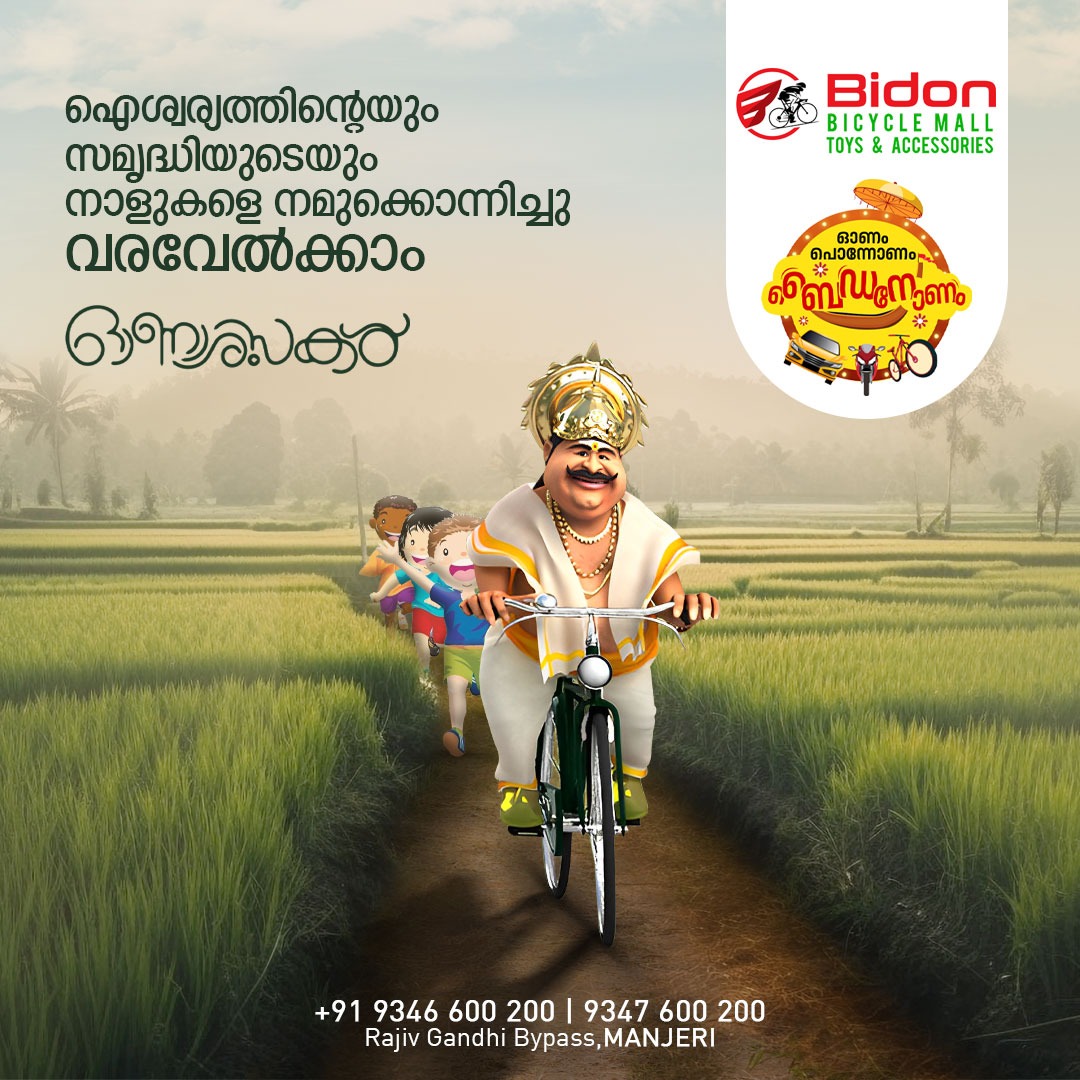 ഐശ്വര്യത്തിന്റെയും
സമൃദ്ധിയുടെയും
നാളുകളെ നമുക്കൊന്നിച്ചു
വരവേൽക്കാം
ഓണാശംസകൾ
Bidon
BICYCLE MALL
TOYS & ACCESSORIES
ഓണം
പൊന്നോണം
ബൈഡനോണം
+91 9346 600 200 | 9347 600 200
Rajiv Gandhi Bypass,MANJERI